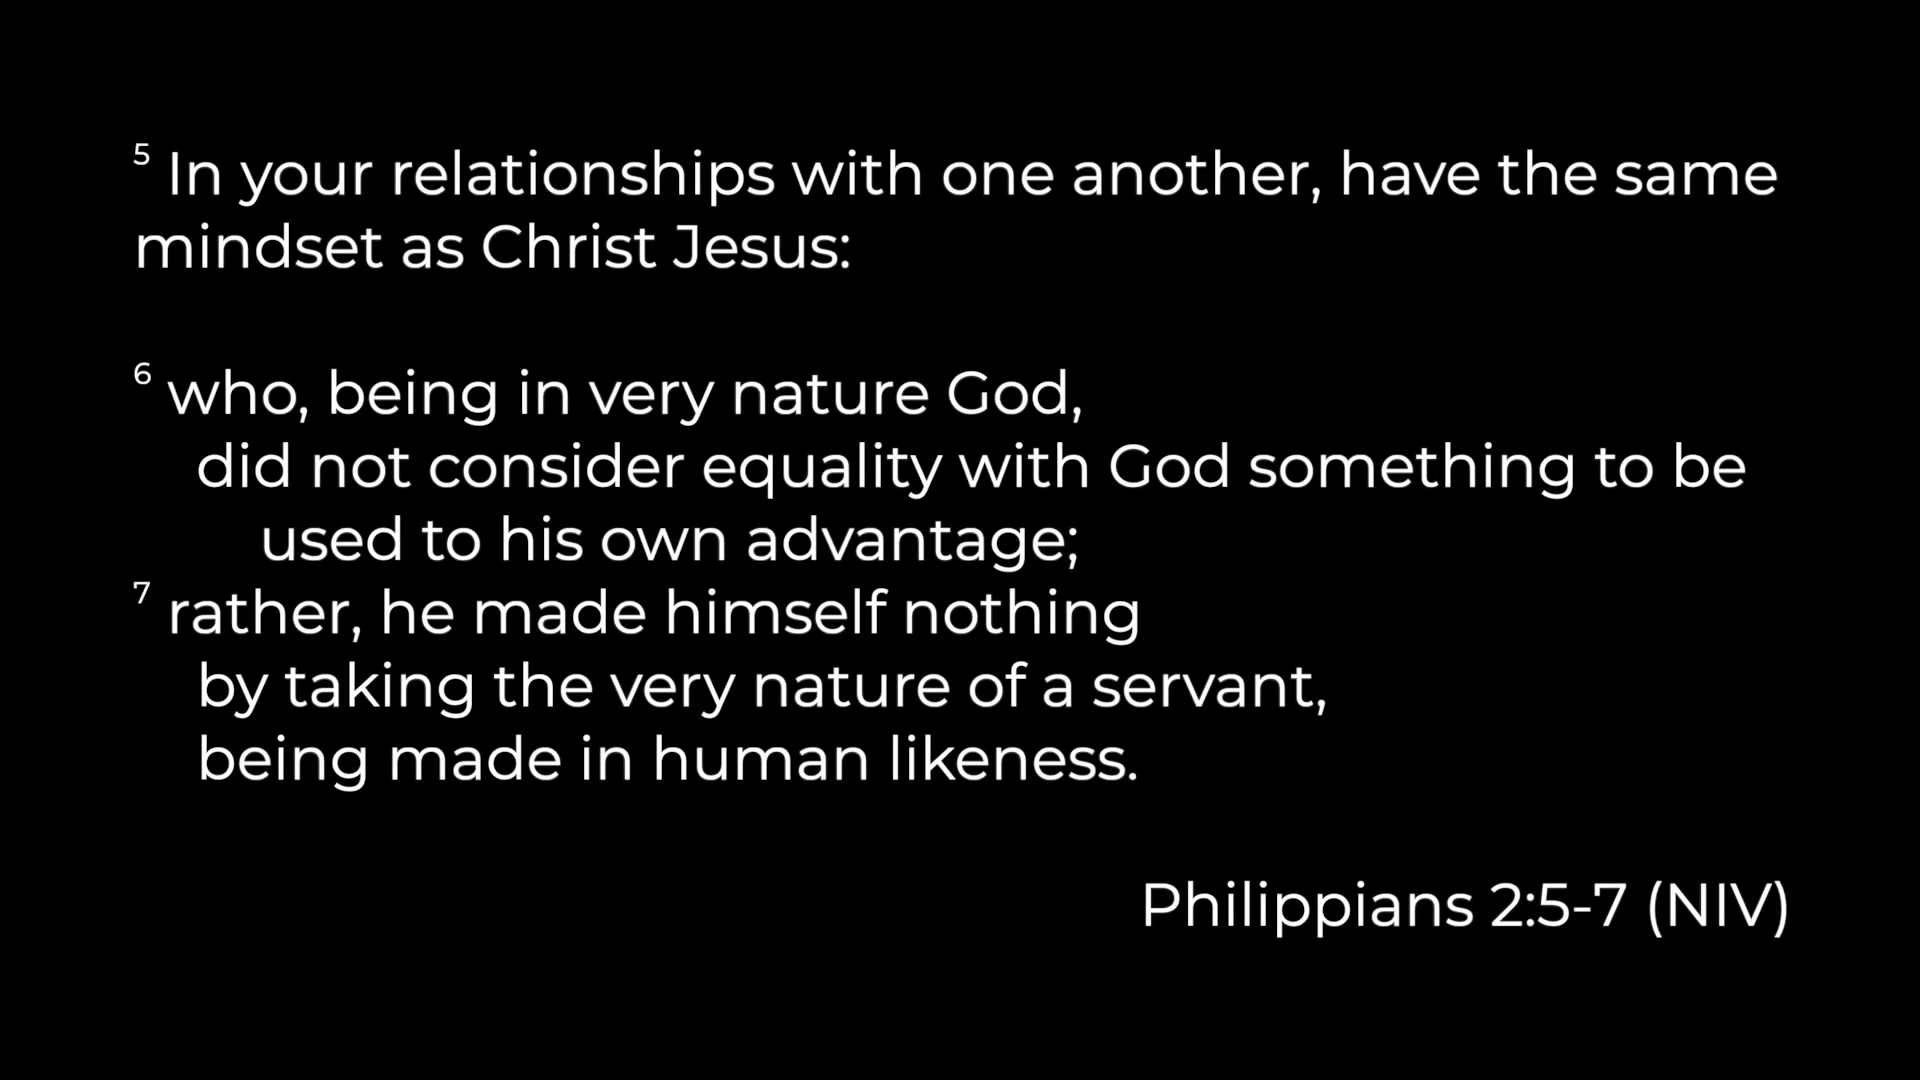 5 In your relationships with one another, have the same
mindset as Christ Jesus:
6 who, being in very nature God,
did not consider equality with God something to be
used to his own advantage;
7 rather, he made himself nothing
by taking the very nature of a servant,
being made in human likeness.
Philippians 2:5-7 (NIV)